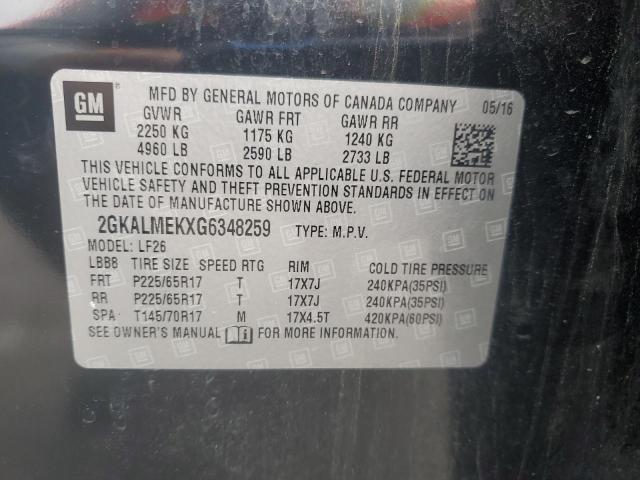 GM MFD BY GENERAL MOTORS OF CANADA COMPANY 05/16
GVWR GAWR FRT GAWR RR
2250 KG 1175 KG 1240 KG
4960 LB 2590 LB 2733 LB
THIS VEHICLE CONFORMS TO ALL APPLICABLE U.S. FEDERAL MOTOR
VEHICLE SAFETY AND THEFT PREVENTION STANDARDS IN EFFECT ON
THE DATE OF MANUFACTURE SHOWN ABOVE.
2GKALMEKXG6348259 TYPE: M.P.V.
MODEL: LF26
LBB8 TIRE SIZE SPEED RTG RIM COLD TIRE PRESSURE
FRT P225/65R17 T 17X7J 240KPA(35PSI)
RR P225/65R17 T 17X7J 240KPA(35PSI)
SPA T145/70R17 M 17X4.5T 420KPA(60PSI)
SEE OWNER'S MANUAL FOR MORE INFORMATION.